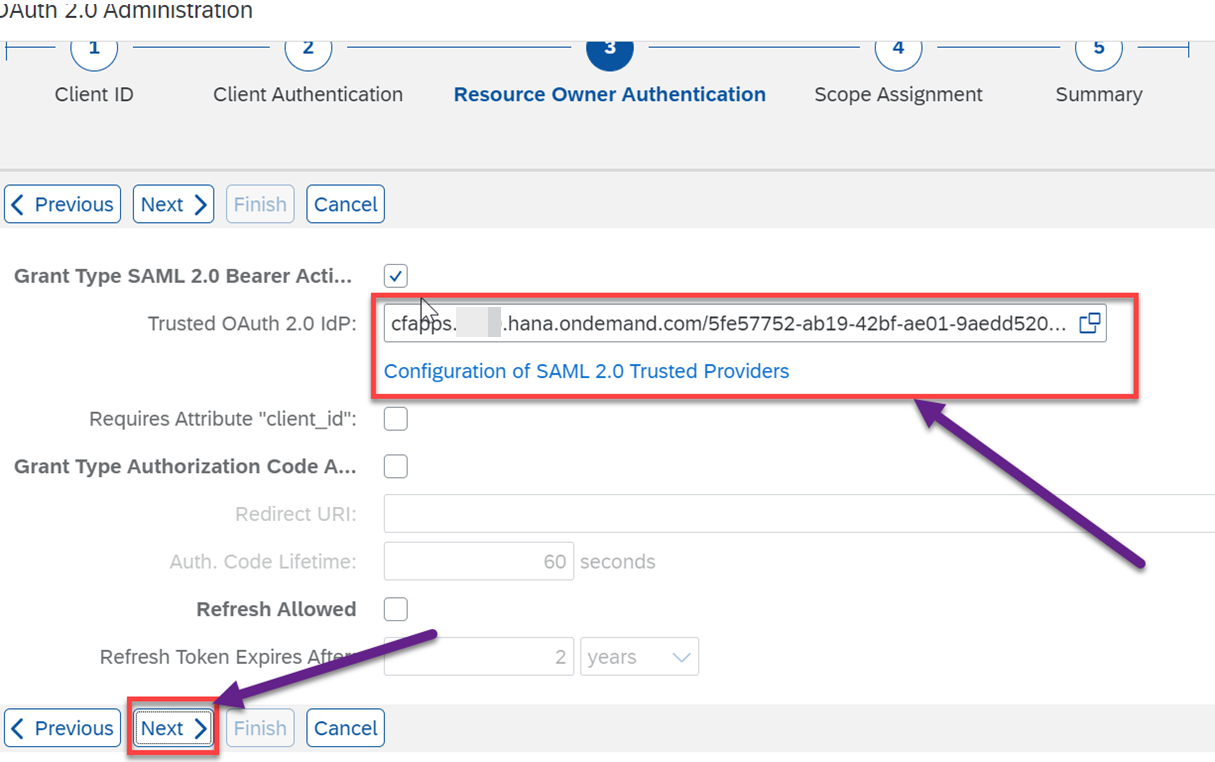 OAuth 2.0 Administration
1 2 3 4 5
Client ID Client Authentication Resource Owner Authentication Scope Assignment Summary
Previous Next Finish Cancel
Grant Type SAML 2.0 Bearer Acti...
Trusted OAuth 2.0 IdP: cfapps. .hana.ondemand.com/5fe57752-ab19-42bf-ae01-9aedd520...
Configuration of SAML 2.0 Trusted Providers
Requires Attribute "client_id":
Grant Type Authorization Code A...
Redirect URI:
Auth. Code Lifetime: 60 seconds
Refresh Allowed
Refresh Token Expires After: 2 years
Previous Next Finish Cancel